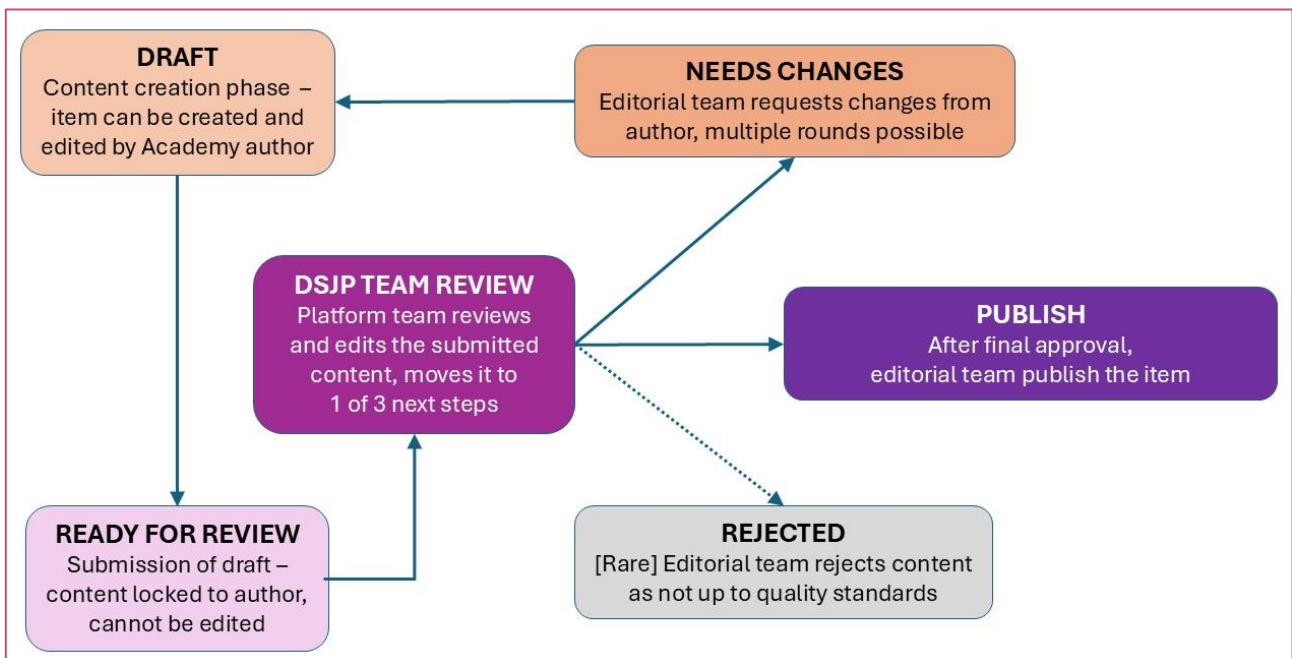 DRAFT
Content creation phase –
item can be created and
edited by Academy author
NEEDS CHANGES
Editorial team requests changes from
author, multiple rounds possible
DSJP TEAM REVIEW
Platform team reviews
and edits the submitted
content, moves it to
1 of 3 next steps
PUBLISH
After final approval,
editorial team publish the item
READY FOR REVIEW
Submission of draft –
content locked to author,
cannot be edited
REJECTED
[Rare] Editorial team rejects content
as not up to quality standards